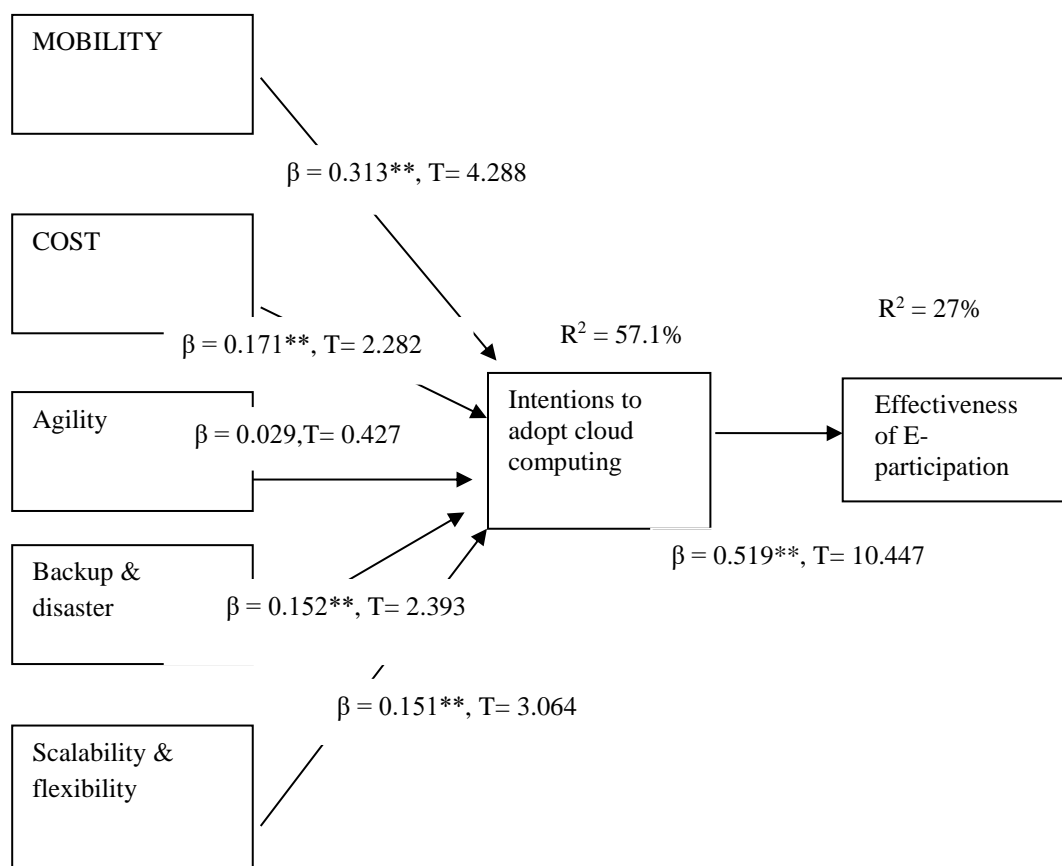 MOBILITY
β = 0.313**, T= 4.288
COST
R² = 27%
β = 0.171**, T= 2.282
R² = 57.1%
Agility
β = 0.029,T= 0.427
Intentions to
adopt cloud
computing
Effectiveness
of E-
participation
Backup &
disaster
β = 0.519**, T= 10.447
β = 0.152**, T= 2.393
β = 0.151**, T= 3.064
Scalability &
flexibility